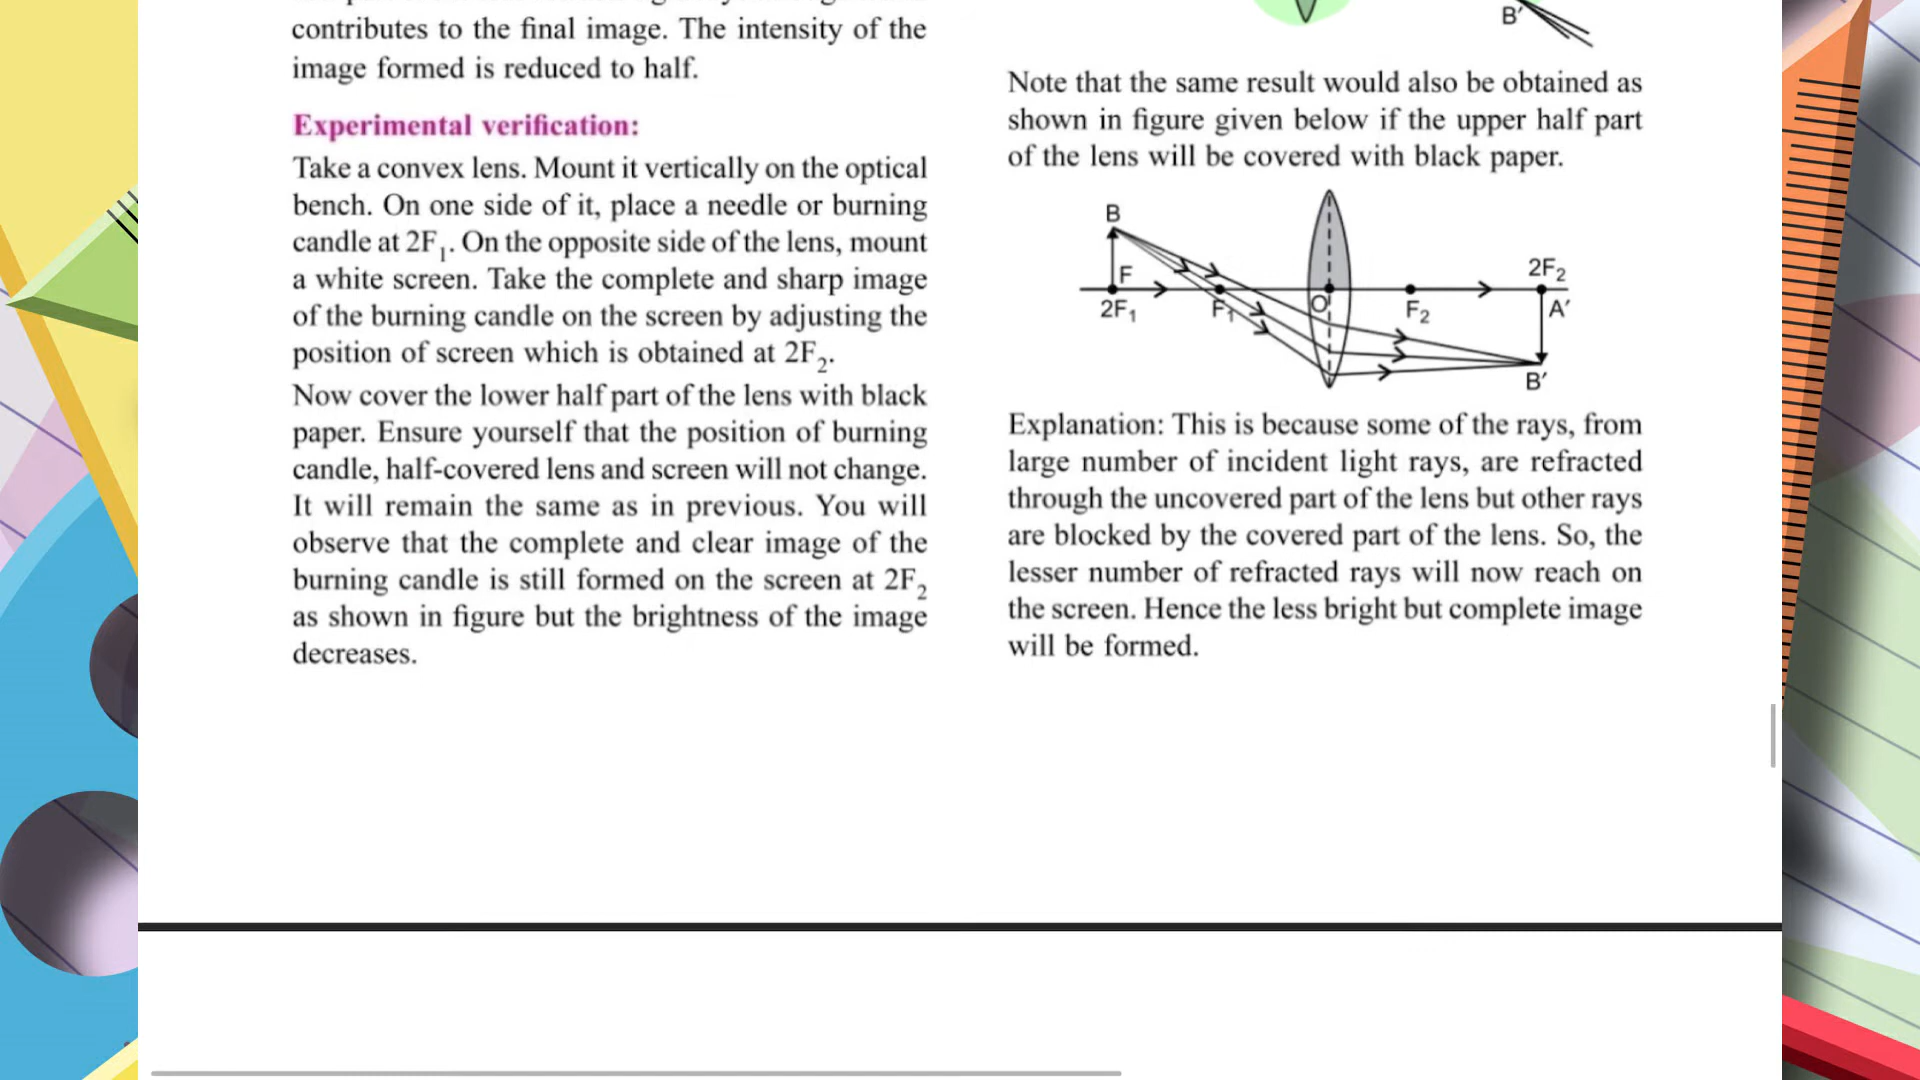 contributes to the final image. The intensity of the
image formed is reduced to half.
Experimental verification:
Take a convex lens. Mount it vertically on the optical
bench. On one side of it, place a needle or burning
candle at 2F₁. On the opposite side of the lens, mount
a white screen. Take the complete and sharp image
of the burning candle on the screen by adjusting the
position of screen which is obtained at 2F₂.
Now cover the lower half part of the lens with black
paper. Ensure yourself that the position of burning
candle, half-covered lens and screen will not change.
It will remain the same as in previous. You will
observe that the complete and clear image of the
burning candle is still formed on the screen at 2F₂
as shown in figure but the brightness of the image
decreases.
B′
Note that the same result would also be obtained as
shown in figure given below if the upper half part
of the lens will be covered with black paper.
B
F
2F₂
2F₁
F₁
O
F₂
A′
B′
Explanation: This is because some of the rays, from
large number of incident light rays, are refracted
through the uncovered part of the lens but other rays
are blocked by the covered part of the lens. So, the
lesser number of refracted rays will now reach on
the screen. Hence the less bright but complete image
will be formed.